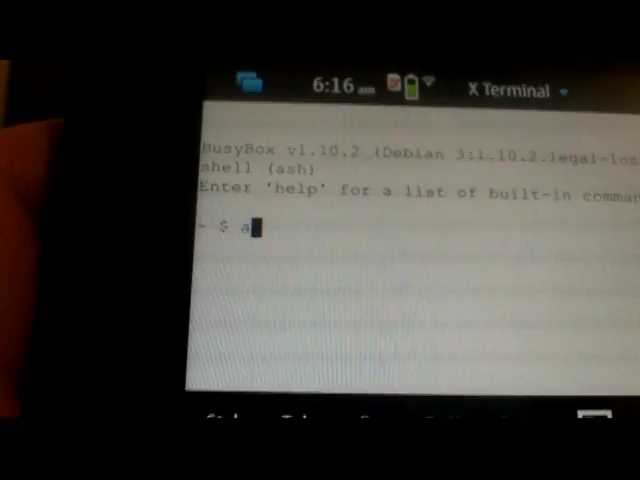 6:16 am X Terminal
BusyBox v1.10.2 (Debian 3:1.10.2.legal-los
shell (ash)
Enter 'help' for a list of built-in comman
~ $ a